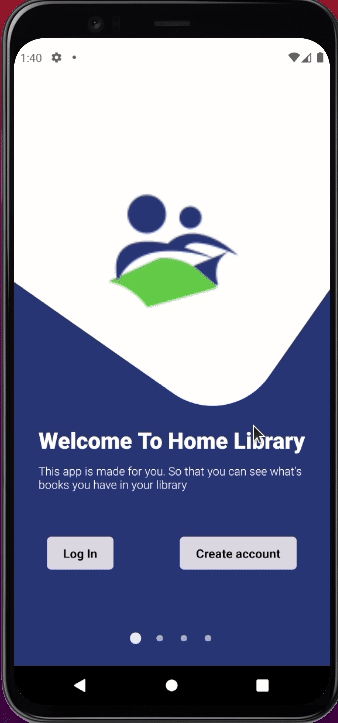 1:40
Welcome To Home Library
This app is made for you. So that you can see what's
books you have in your library
Log In
Create account